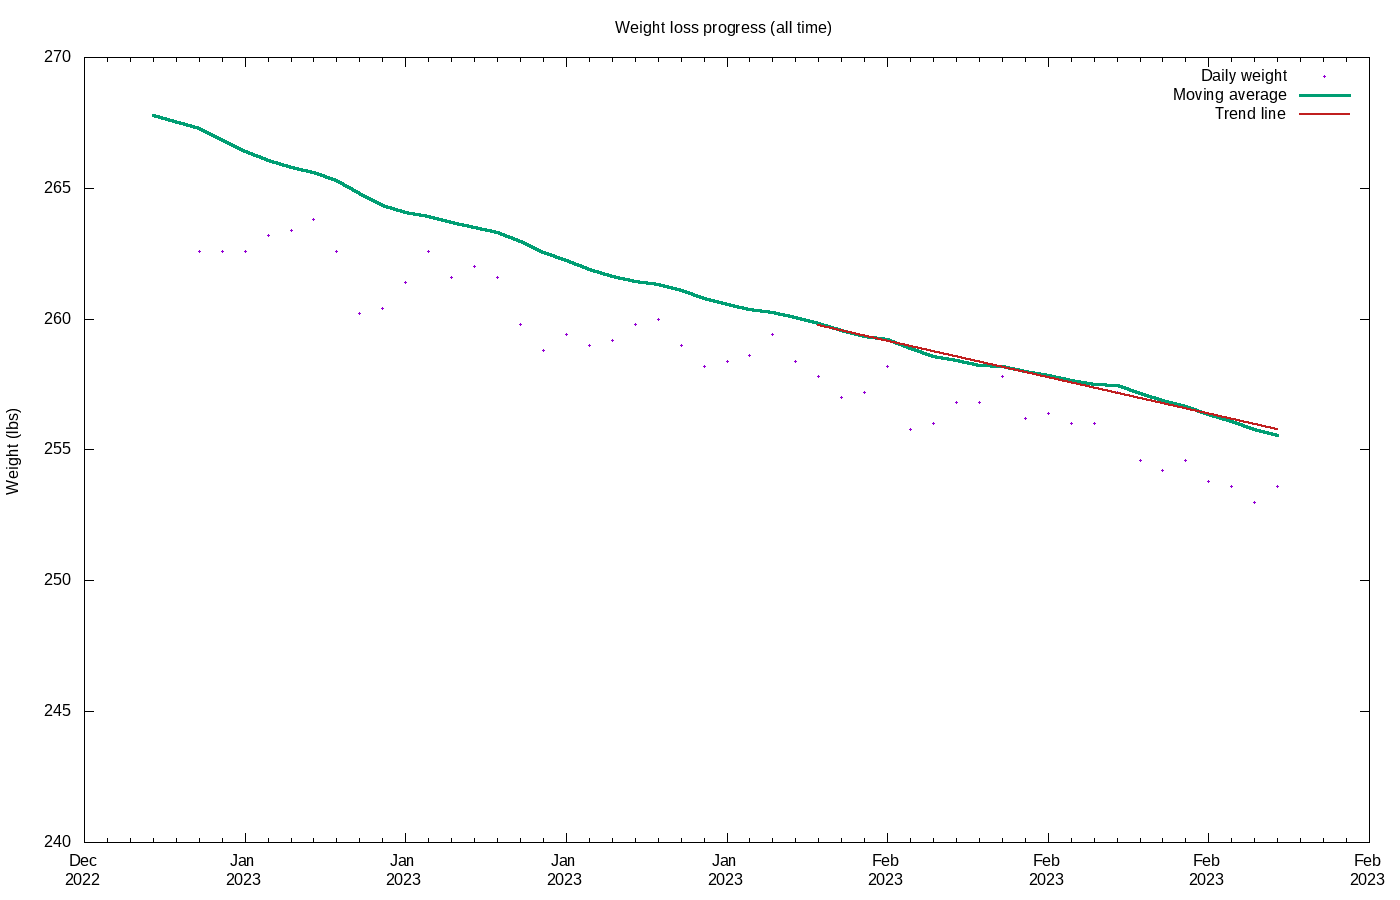 Weight loss progress (all time)
Daily weight
Moving average
Trend line
270
265
260
255
250
245
240
Weight (lbs)
Dec Jan Jan Jan Jan Feb Feb Feb Feb
2022 2023 2023 2023 2023 2023 2023 2023 2023